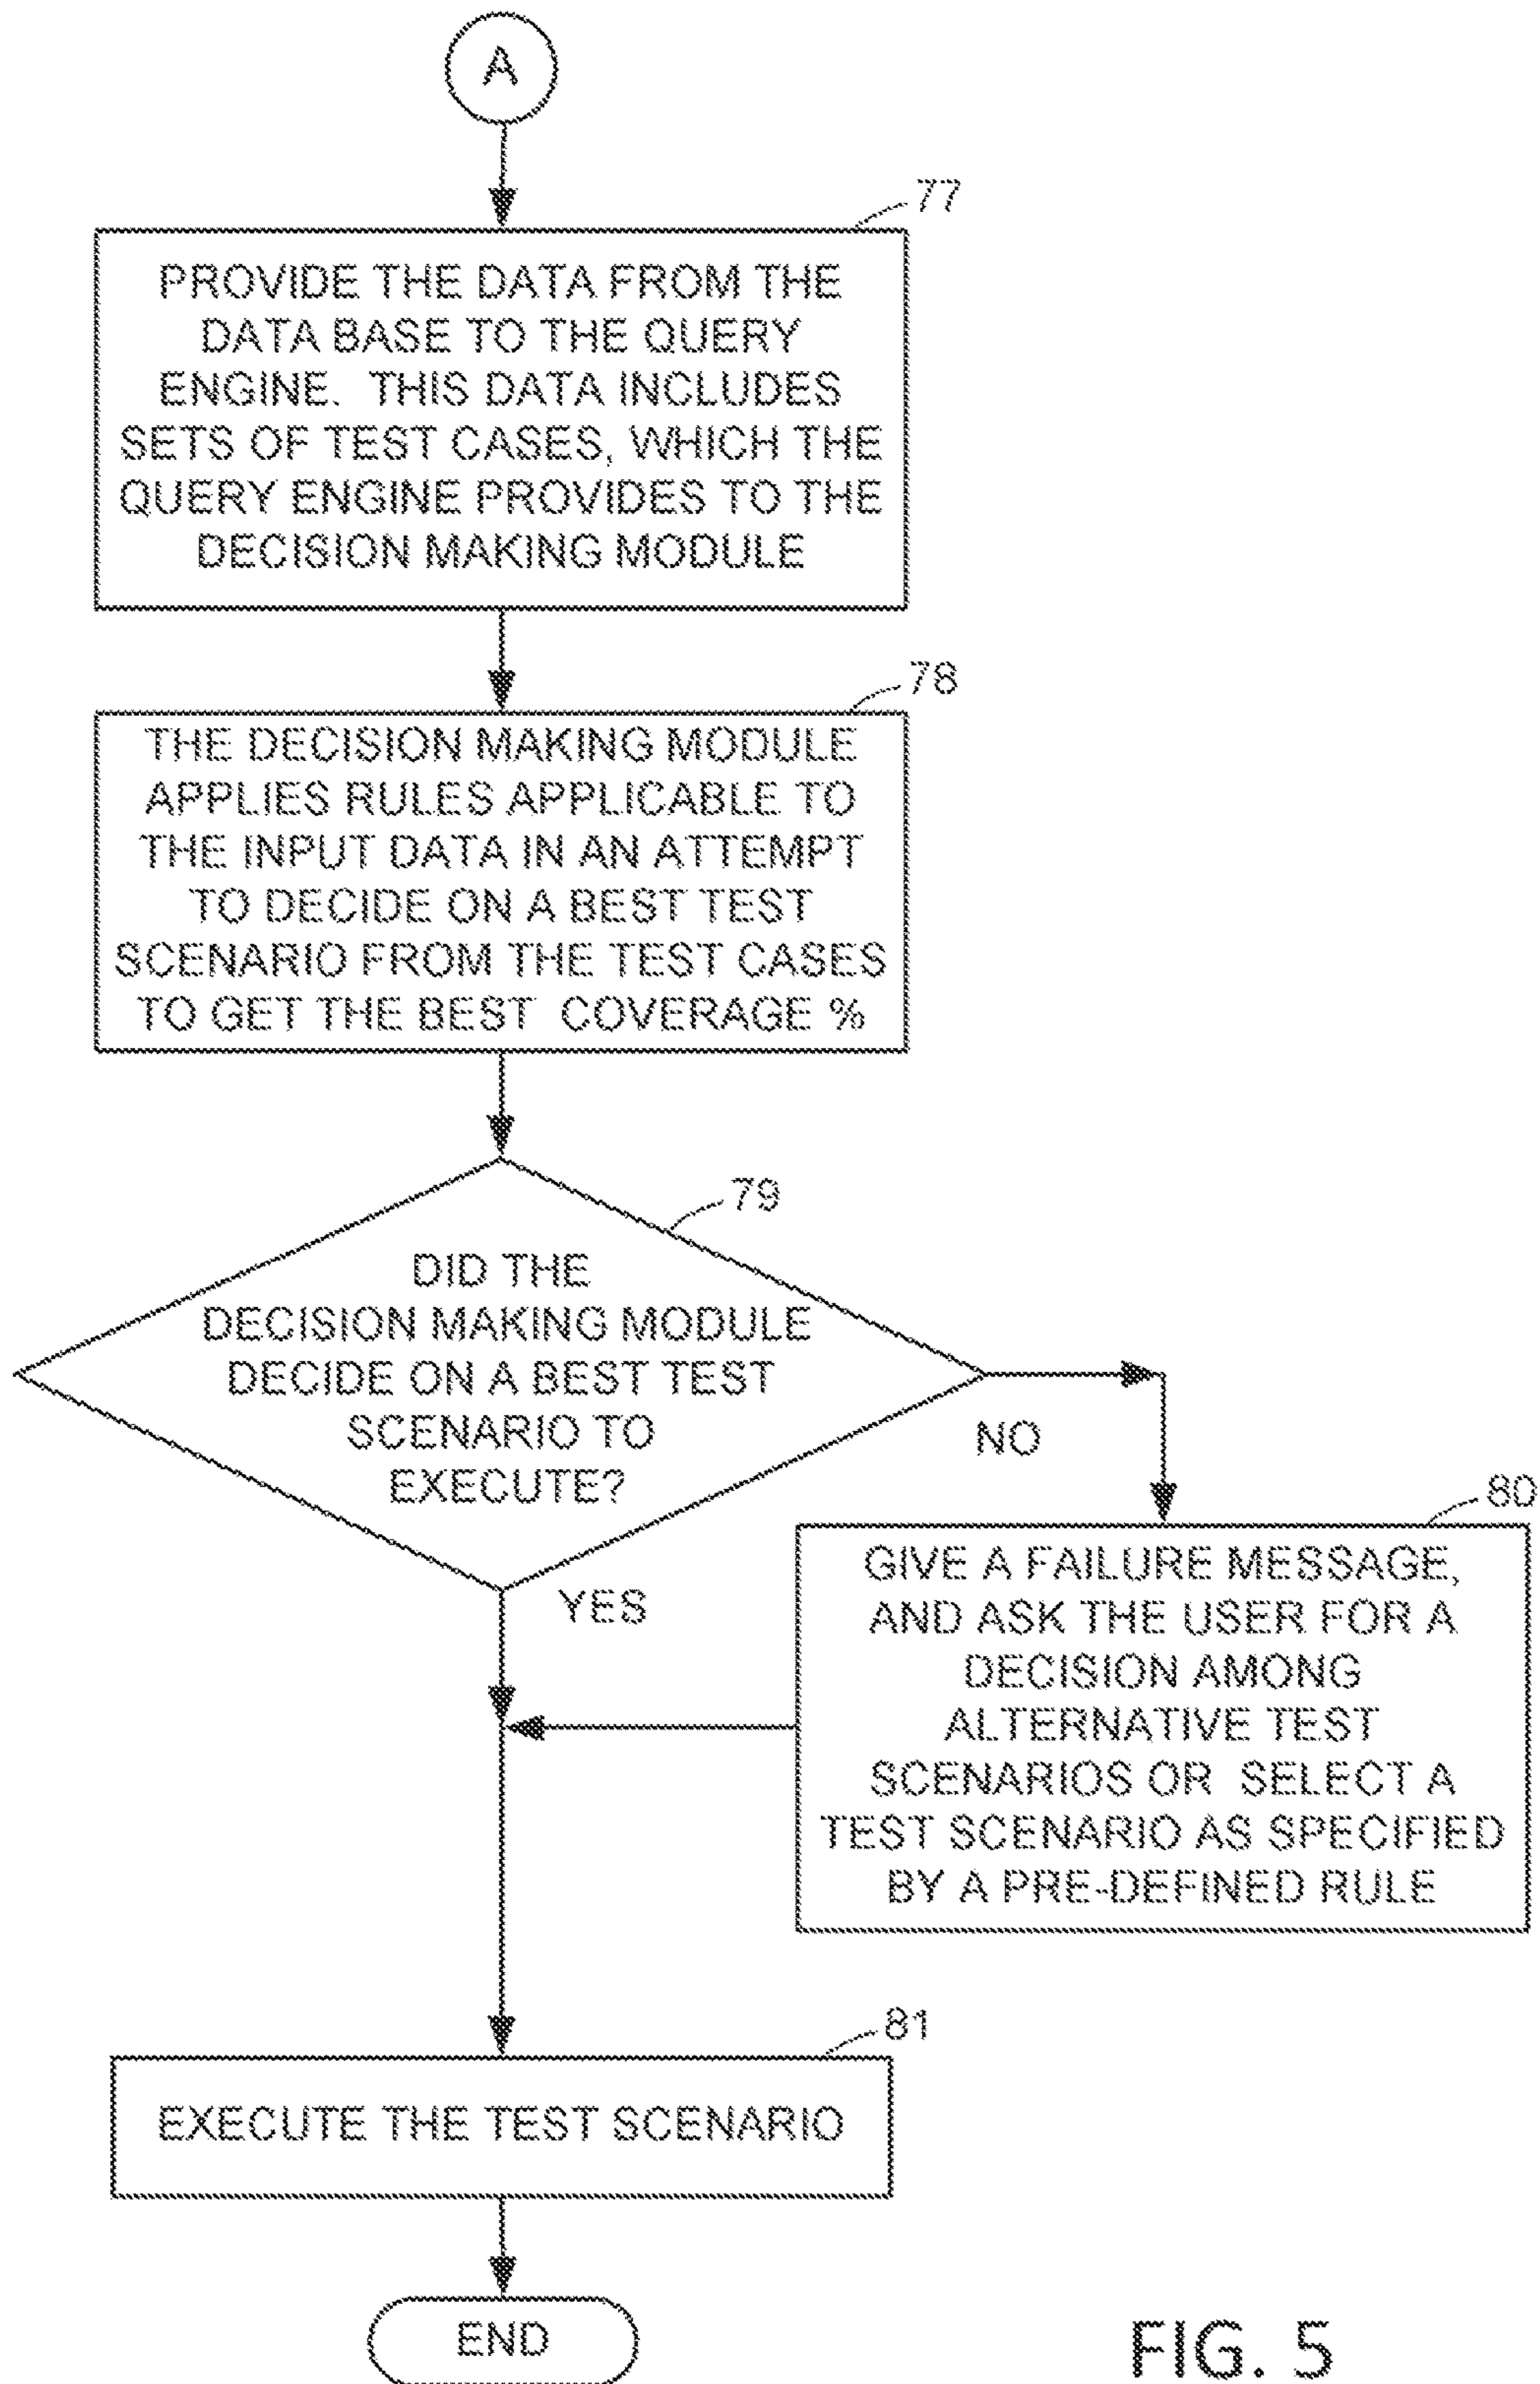 A
77
PROVIDE THE DATA FROM THE
DATA BASE TO THE QUERY
ENGINE. THIS DATA INCLUDES
SETS OF TEST CASES, WHICH THE
QUERY ENGINE PROVIDES TO THE
DECISION MAKING MODULE
78
THE DECISION MAKING MODULE
APPLIES RULES APPLICABLE TO
THE INPUT DATA IN AN ATTEMPT
TO DECIDE ON A BEST TEST
SCENARIO FROM THE TEST CASES
TO GET THE BEST COVERAGE %
79
DID THE
DECISION MAKING MODULE
DECIDE ON A BEST TEST
SCENARIO TO
EXECUTE?
NO
YES
80
GIVE A FAILURE MESSAGE,
AND ASK THE USER FOR A
DECISION AMONG
ALTERNATIVE TEST
SCENARIOS OR SELECT A
TEST SCENARIO AS SPECIFIED
BY A PRE-DEFINED RULE
81
EXECUTE THE TEST SCENARIO
END
FIG. 5